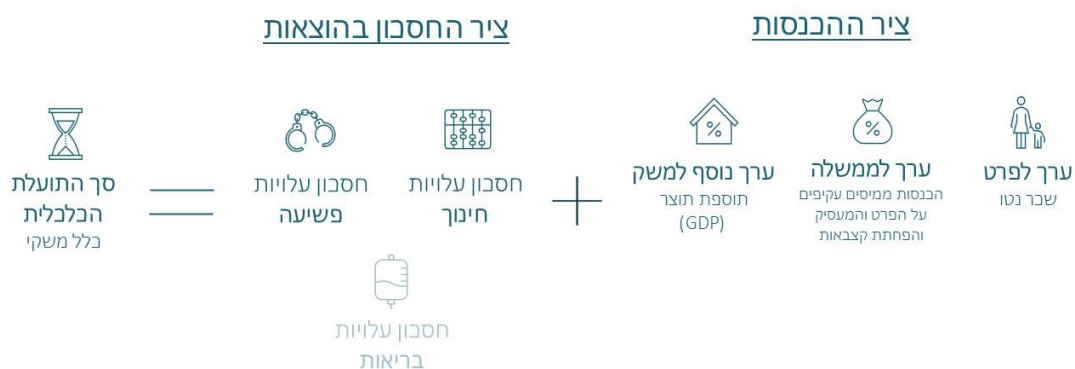 ציר ההכנסות
ציר החסכון בהוצאות
ערך לפרט
שכר נטו
ערך לממשלה
הכנסות ממיסים עקיפים
על הפרט והמעסיק
והפחתת קצבאות
ערך נוסף למשק
תוספת תוצר
(GDP)
חסכון עלויות
חינוך
חסכון עלויות
פשיעה
חסכון עלויות
בריאות
סך התועלת
הכלכלית
כלל משקי